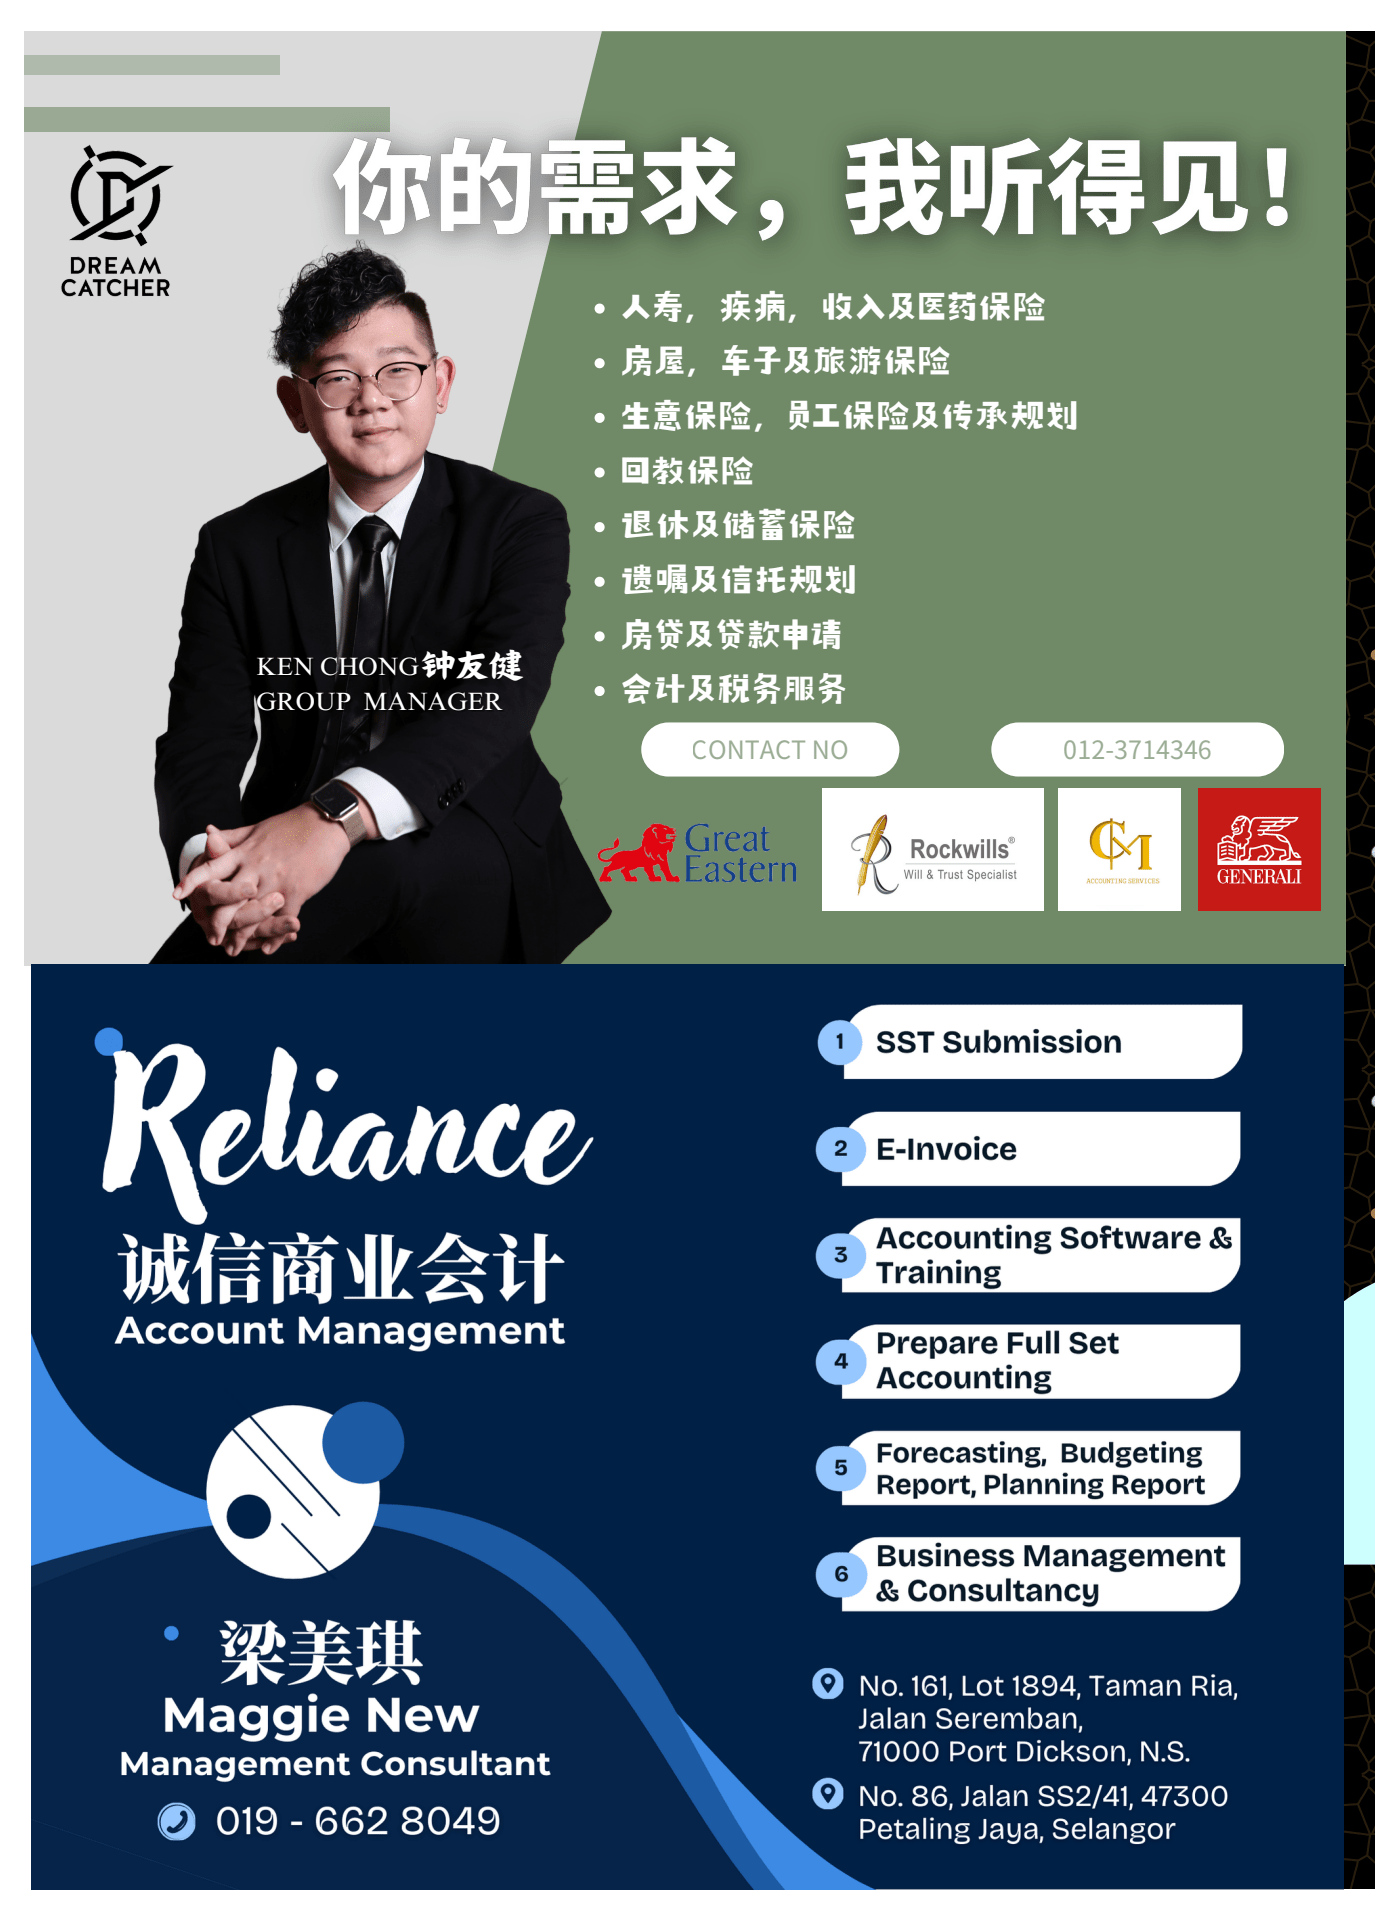 DREAM
CATCHER
你的需求，我听得见！
• 人寿，疾病，收入及医药保险
• 房屋，车子及旅游保险
• 生意保险，员工保险及传承规划
• 回教保险
• 退休及储蓄保险
• 遗嘱及信托规划
• 房贷及贷款申请
• 会计及税务服务
KEN CHONG钟友健
GROUP MANAGER
CONTACT NO
012-3714346
Great
Eastern
Rockwills®
Will & Trust Specialist
CM
ACCOUNTING SERVICES
GENERALI
Reliance
诚信商业会计
Account Management
梁美琪
Maggie New
Management Consultant
019 - 662 8049
1 SST Submission
2 E-Invoice
3 Accounting Software &
Training
4 Prepare Full Set
Accounting
5 Forecasting, Budgeting
Report, Planning Report
6 Business Management
& Consultancy
No. 161, Lot 1894, Taman Ria,
Jalan Seremban,
71000 Port Dickson, N.S.
No. 86, Jalan SS2/41, 47300
Petaling Jaya, Selangor